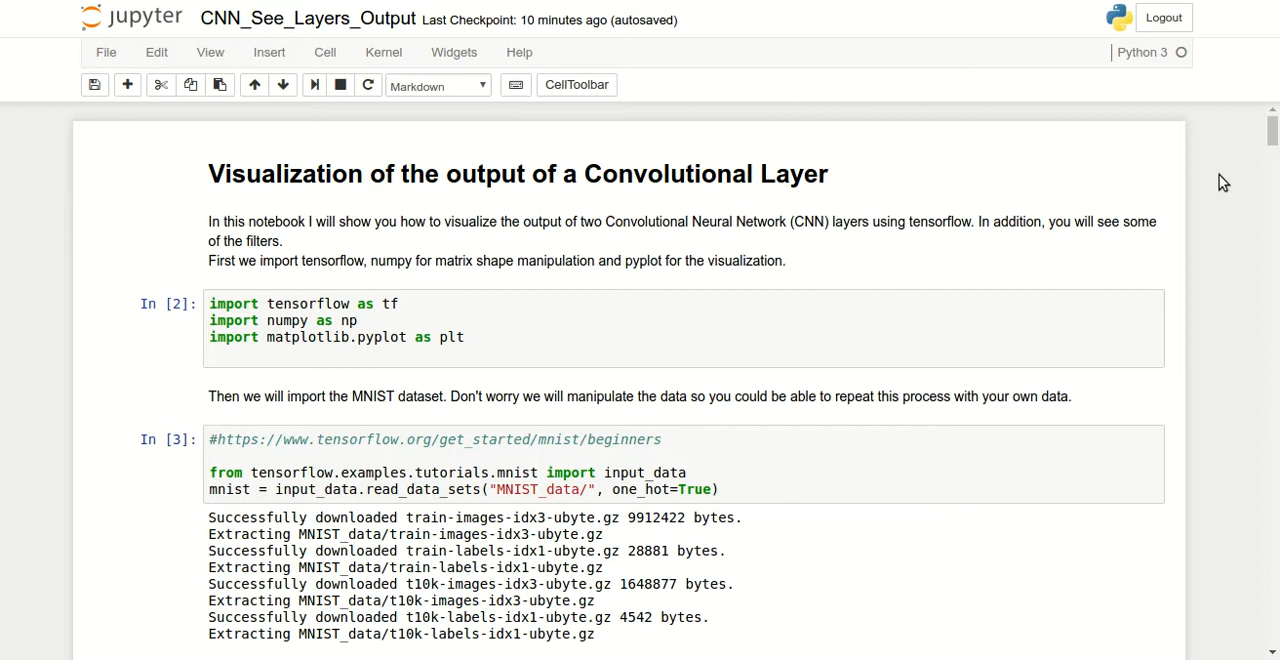 jupyter CNN_See_Layers_Output Last Checkpoint: 10 minutes ago (autosaved) Logout
File Edit View Insert Cell Kernel Widgets Help Python 3
Markdown CellToolbar
Visualization of the output of a Convolutional Layer
In this notebook I will show you how to visualize the output of two Convolutional Neural Network (CNN) layers using tensorflow. In addition, you will see some
of the filters.
First we import tensorflow, numpy for matrix shape manipulation and pyplot for the visualization.
In [2]: import tensorflow as tf
import numpy as np
import matplotlib.pyplot as plt
Then we will import the MNIST dataset. Don't worry we will manipulate the data so you could be able to repeat this process with your own data.
In [3]: #https://www.tensorflow.org/get_started/mnist/beginners
from tensorflow.examples.tutorials.mnist import input_data
mnist = input_data.read_data_sets("MNIST_data/", one_hot=True)
Successfully downloaded train-images-idx3-ubyte.gz 9912422 bytes.
Extracting MNIST_data/train-images-idx3-ubyte.gz
Successfully downloaded train-labels-idx1-ubyte.gz 28881 bytes.
Extracting MNIST_data/train-labels-idx1-ubyte.gz
Successfully downloaded t10k-images-idx3-ubyte.gz 1648877 bytes.
Extracting MNIST_data/t10k-images-idx3-ubyte.gz
Successfully downloaded t10k-labels-idx1-ubyte.gz 4542 bytes.
Extracting MNIST_data/t10k-labels-idx1-ubyte.gz